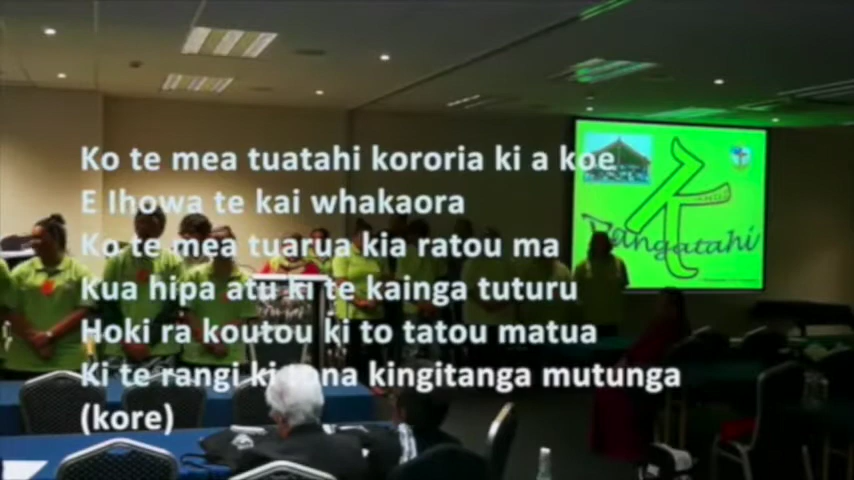 Ko te mea tuatahi kororia ki a koe
E Ihowa te kai whakaora
Ko te mea tuarua kia ratou ma
Kua hipa atu ki te kainga tuturu
Hoki ra koutou ki to tatou matua
Ki te rangi ki tana kingitanga mutunga
(kore)
Rangatahi